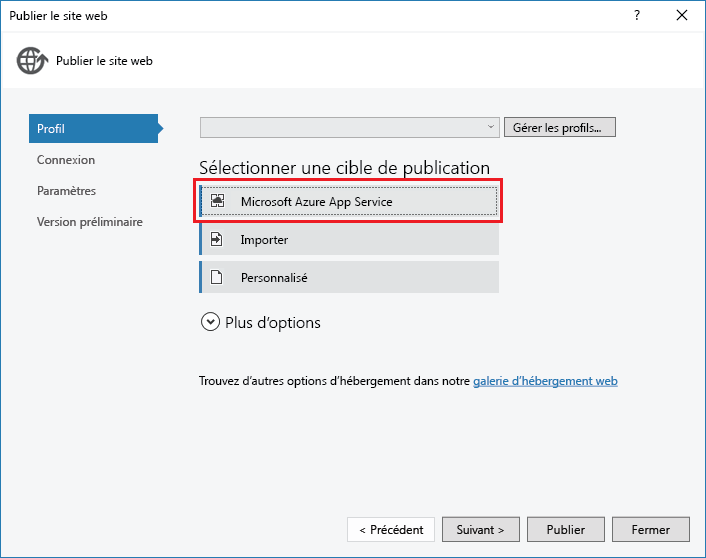 Publier le site web
?
Publier le site web
Profil
Gérer les profils...
Connexion
Sélectionner une cible de publication
Paramètres
Microsoft Azure App Service
Version préliminaire
Importer
Personnalisé
Plus d'options
Trouvez d'autres options d'hébergement dans notre galerie d'hébergement web
< Précédent
Suivant >
Publier
Fermer